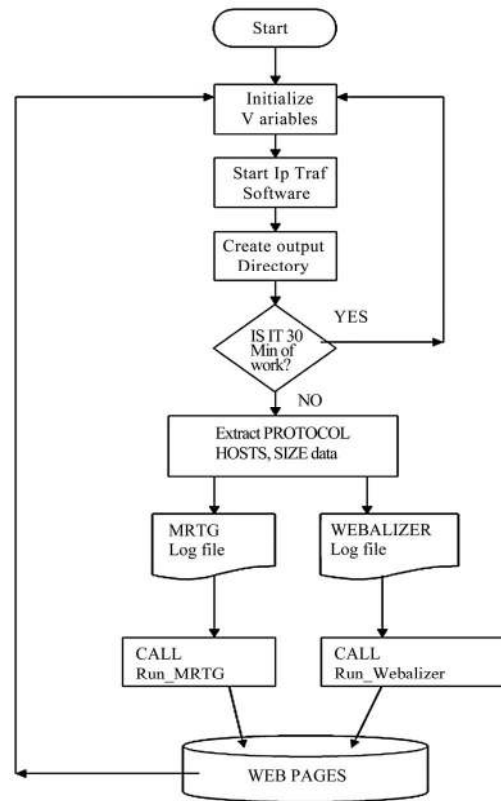 Start
Initialize
V ariables
Start Ip Traf
Software
Create output
Directory
YES
IS IT 30
Min of
work?
NO
Extract PROTOCOL
HOSTS, SIZE data
MRTG
Log file
WEBALIZER
Log file
CALL
Run_MRTG
CALL
Run_Webalizer
WEB PAGES